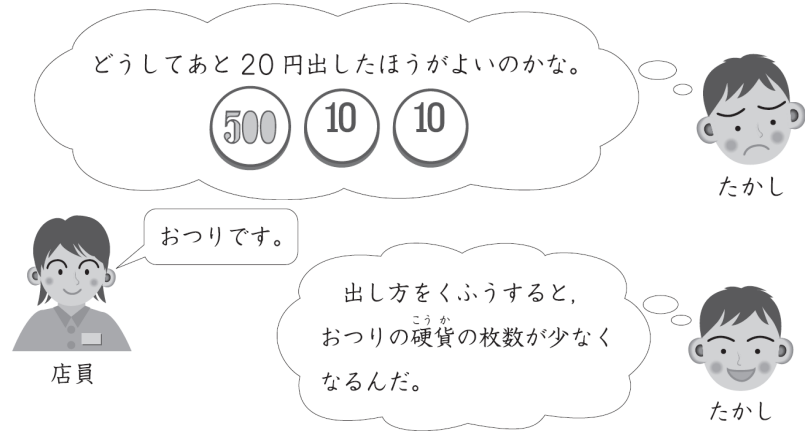 どうしてあと 20 円出したほうがよいのかな。
500 10 10
たかし
おつりです。
店員
出し方をくふうすると,
おつりの硬貨の枚数が少なく
こうか
なるんだ。
たかし